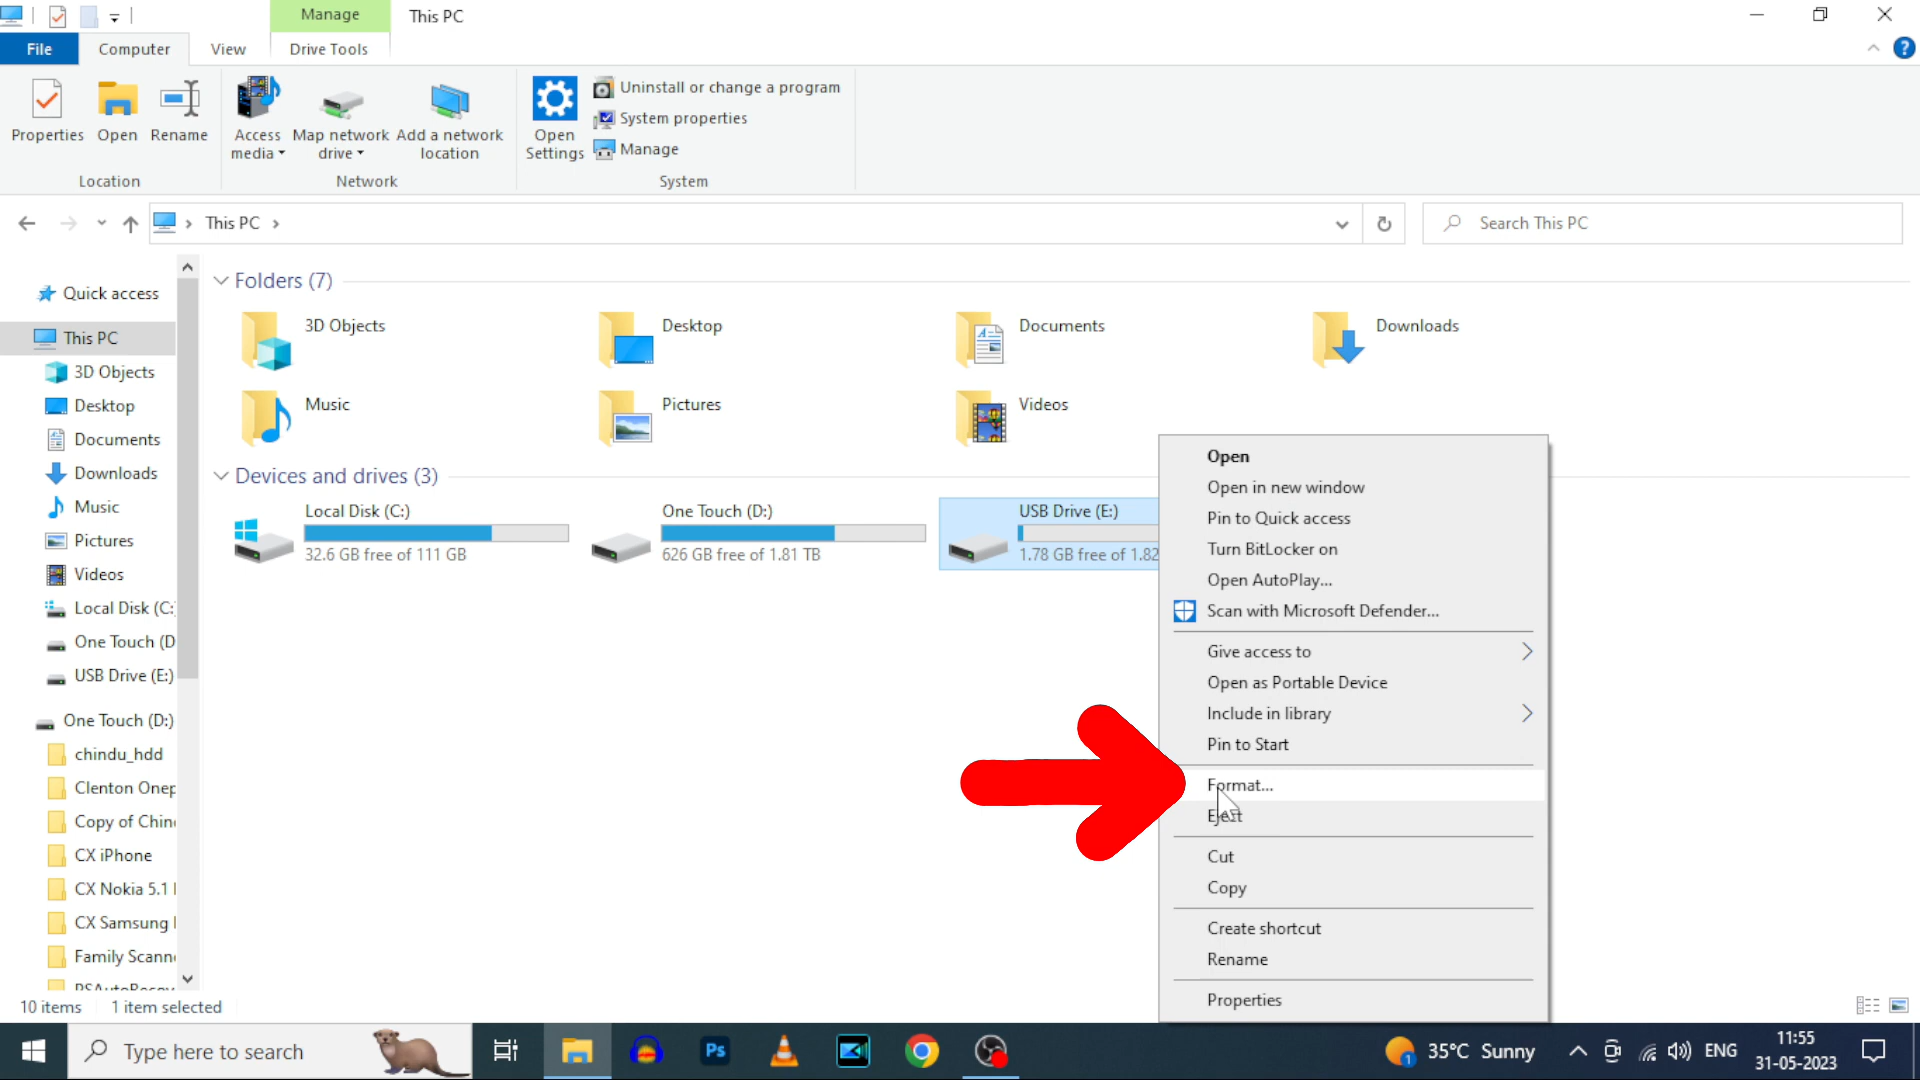 Manage
This PC
File
Computer
View
Drive Tools
Properties
Open
Rename
Access media
Map network drive
Add a network location
Open Settings
Uninstall or change a program
System properties
Manage
Location
Network
System
This PC
Search This PC
Quick access
This PC
3D Objects
Desktop
Documents
Downloads
Music
Pictures
Videos
Local Disk (C:
One Touch (D
USB Drive (E:)
One Touch (D:)
chindu_hdd
Clenton Onep
Copy of Chin
CX iPhone
CX Nokia 5.1
CX Samsung
Family Scann
Folders (7)
3D Objects
Desktop
Documents
Downloads
Music
Pictures
Videos
Devices and drives (3)
Local Disk (C:)
32.6 GB free of 111 GB
One Touch (D:)
626 GB free of 1.81 TB
USB Drive (E:)
1.78 GB free of 1.82
Open
Open in new window
Pin to Quick access
Turn BitLocker on
Open AutoPlay...
Scan with Microsoft Defender...
Give access to
Open as Portable Device
Include in library
Pin to Start
Format...
Eject
Cut
Copy
Create shortcut
Rename
Properties
10 items
1 item selected
Type here to search
Ps
1
35°C Sunny
ENG
11:55
31-05-2023